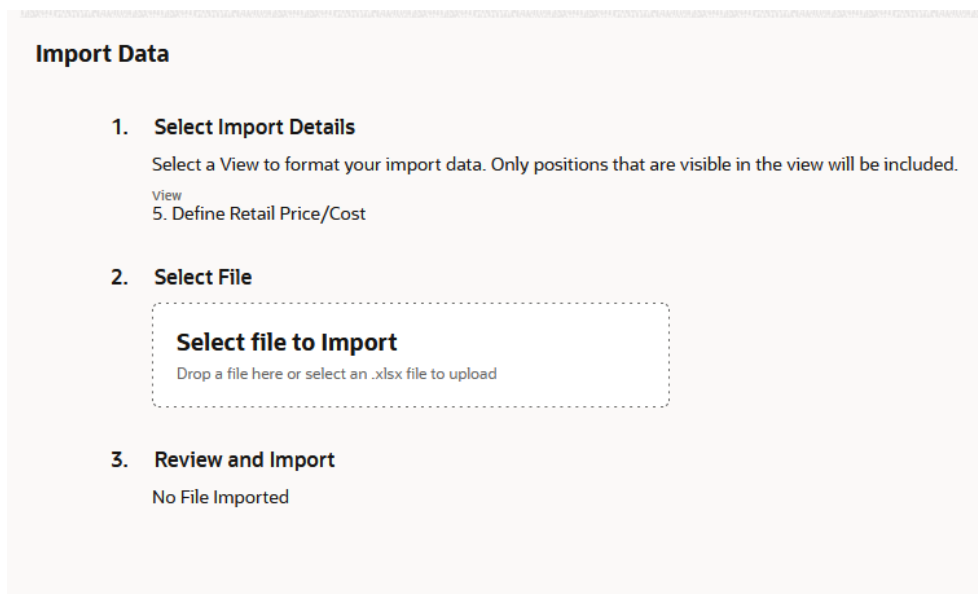 Import Data
1. Select Import Details
Select a View to format your import data. Only positions that are visible in the view will be included.
View
5. Define Retail Price/Cost
2. Select File
Select file to Import
Drop a file here or select an .xlsx file to upload
3. Review and Import
No File Imported